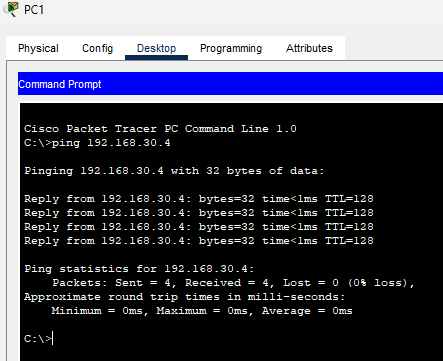 PC1
Physical Config Desktop Programming Attributes
Command Prompt
Cisco Packet Tracer PC Command Line 1.0
C:\>ping 192.168.30.4
Pinging 192.168.30.4 with 32 bytes of data:
Reply from 192.168.30.4: bytes=32 time<1ms TTL=128
Reply from 192.168.30.4: bytes=32 time<1ms TTL=128
Reply from 192.168.30.4: bytes=32 time<1ms TTL=128
Reply from 192.168.30.4: bytes=32 time<1ms TTL=128
Ping statistics for 192.168.30.4:
Packets: Sent = 4, Received = 4, Lost = 0 (0% loss),
Approximate round trip times in milli-seconds:
Minimum = 0ms, Maximum = 0ms, Average = 0ms
C:\>